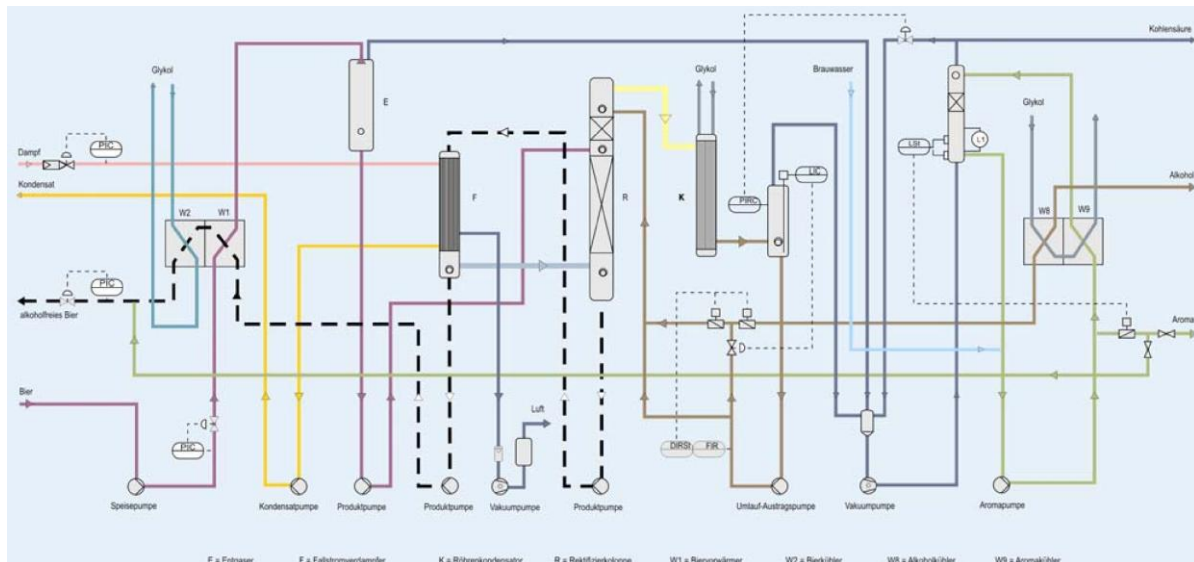 Kohlensäure
Glykol
Glykol
Brauwasser
Glykol
E
PIC
L1
LSt
Dampf
LIC
Kondensat
Alkohol
F
R
K
PIRC
W2
W1
W8
W9
PIC
alkoholfreies Bier
Aroma
Bier
Luft
PIC
DIRSt
FIR
Speisepumpe
Kondensatpumpe
Produktpumpe
Produktpumpe
Vakuumpumpe
Produktpumpe
Umlauf-Austragspumpe
Vakuumpumpe
Aromapumpe
E = Entgaser
F = Fallstromverdampfer
K = Röhrenkondensator
R = Rektifizierkolonne
W1 = Biervorwärmer
W2 = Bierkühler
W8 = Alkoholkühler
W9 = Aromakühler